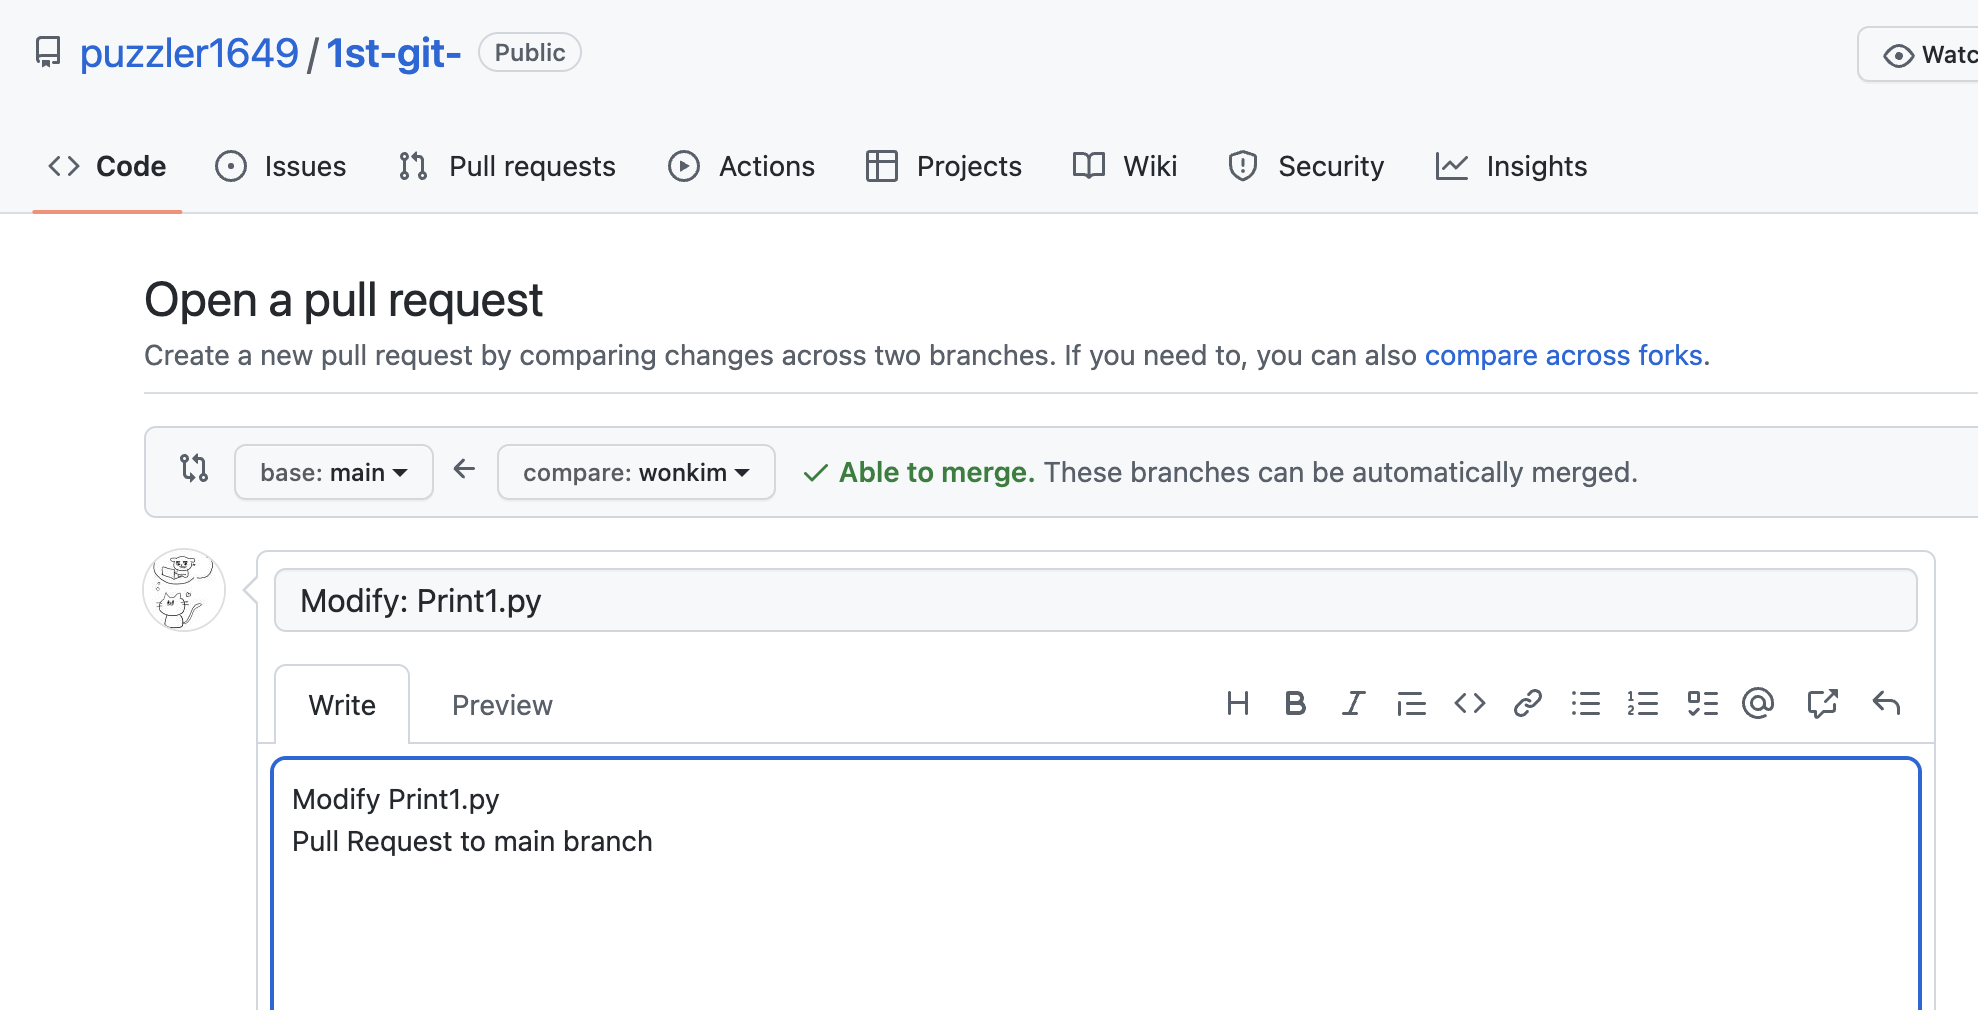 puzzler1649 / 1st-git- Public
Watc
Code Issues Pull requests Actions Projects Wiki Security Insights
Open a pull request
Create a new pull request by comparing changes across two branches. If you need to, you can also compare across forks.
base: main compare: wonkim Able to merge. These branches can be automatically merged.
Modify: Print1.py
Write Preview
Modify Print1.py
Pull Request to main branch